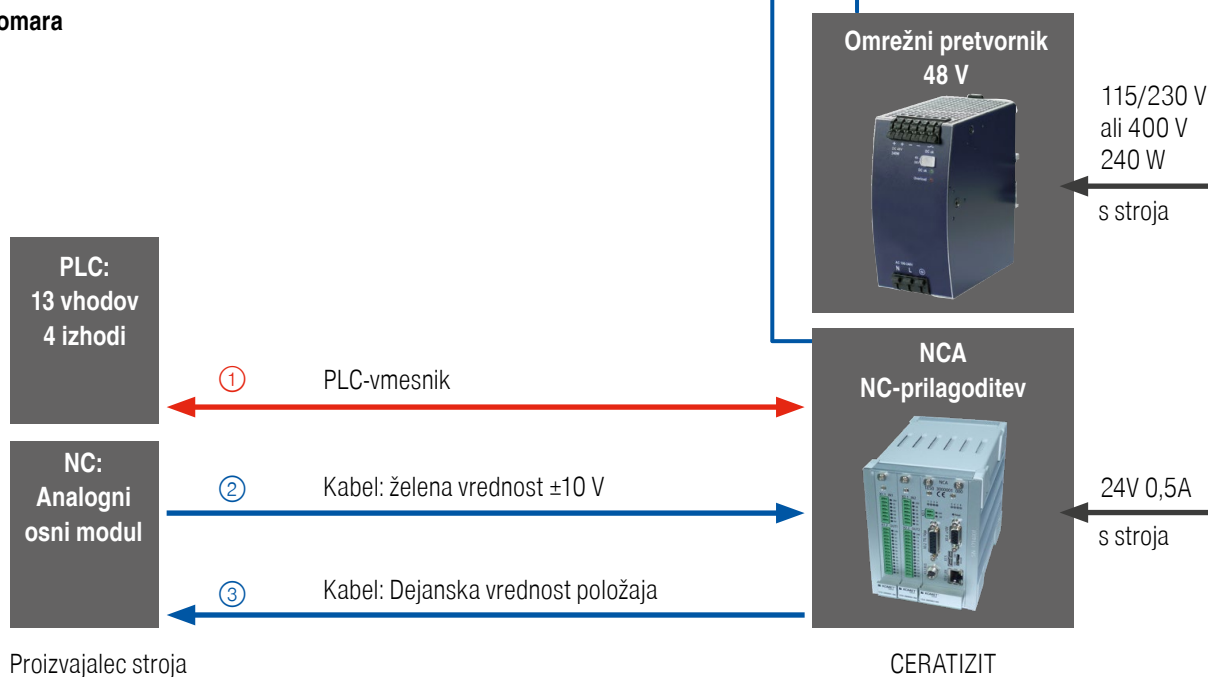 omara
Omrežni pretvornik
48 V
115/230 V
ali 400 V
240 W
s stroja
PLC:
13 vhodov
4 izhodi
① PLC-vmesnik
NCA
NC-prilagoditev
NC:
Analogni
osni modul
② Kabel: želena vrednost ±10 V
24V 0,5A
s stroja
③ Kabel: Dejanska vrednost položaja
Proizvajalec stroja
CERATIZIT